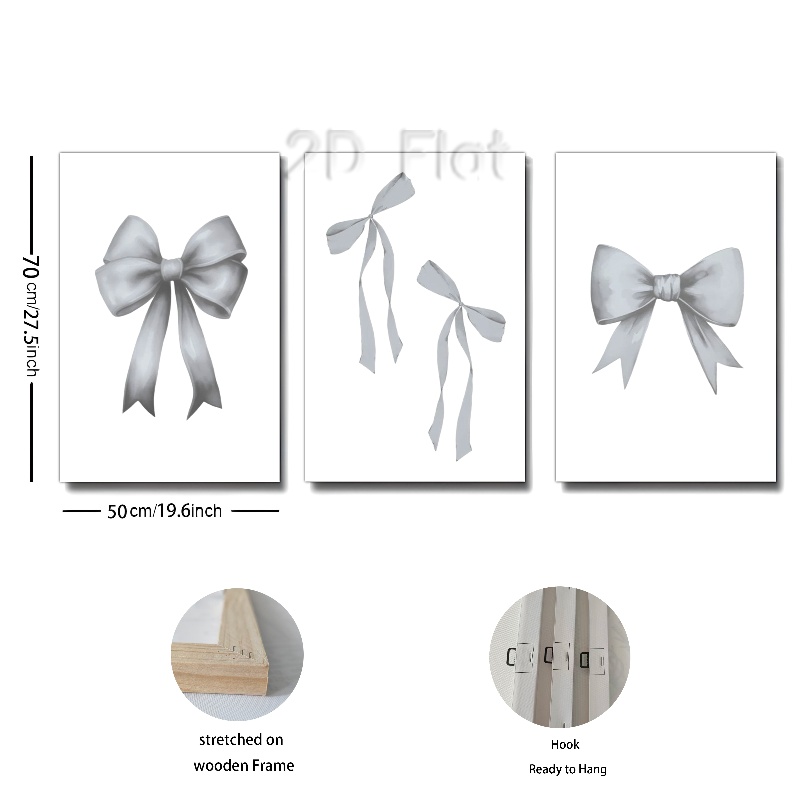 2D Flat
70 cm/27.5inch
50cm/19.6inch
stretched on
wooden Frame
Hook
Ready to Hang